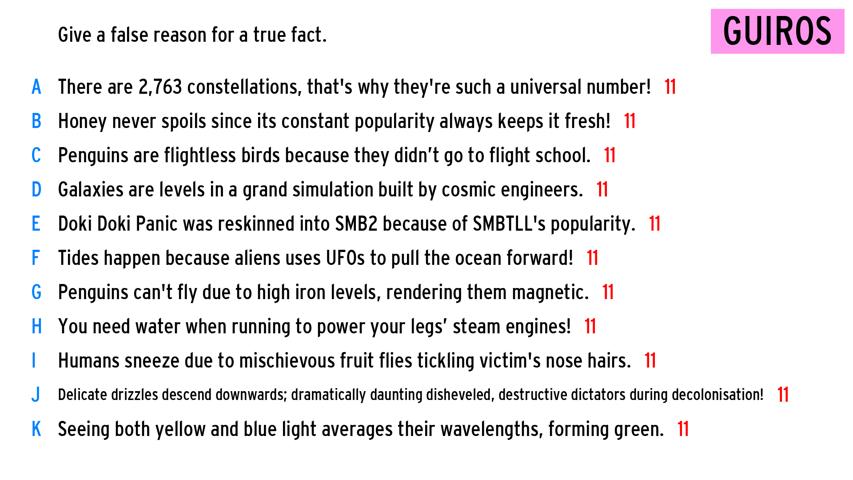 Give a false reason for a true fact.
GUIROS
A There are 2,763 constellations, that's why they're such a universal number! 11
B Honey never spoils since its constant popularity always keeps it fresh! 11
C Penguins are flightless birds because they didn’t go to flight school. 11
D Galaxies are levels in a grand simulation built by cosmic engineers. 11
E Doki Doki Panic was reskinned into SMB2 because of SMBTLL's popularity. 11
F Tides happen because aliens uses UFOs to pull the ocean forward! 11
G Penguins can't fly due to high iron levels, rendering them magnetic. 11
H You need water when running to power your legs’ steam engines! 11
I Humans sneeze due to mischievous fruit flies tickling victim's nose hairs. 11
J Delicate drizzles descend downwards; dramatically daunting disheveled, destructive dictators during decolonisation! 11
K Seeing both yellow and blue light averages their wavelengths, forming green. 11